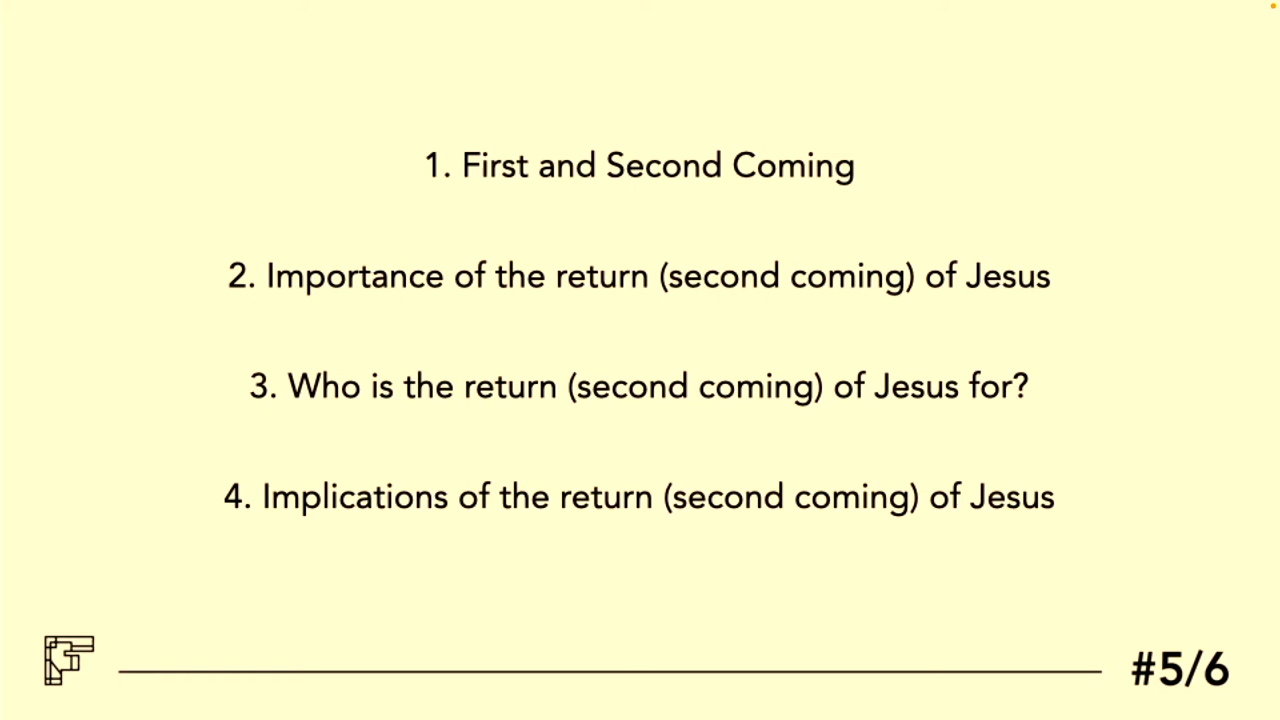 1. First and Second Coming
2. Importance of the return (second coming) of Jesus
3. Who is the return (second coming) of Jesus for?
4. Implications of the return (second coming) of Jesus
#5/6